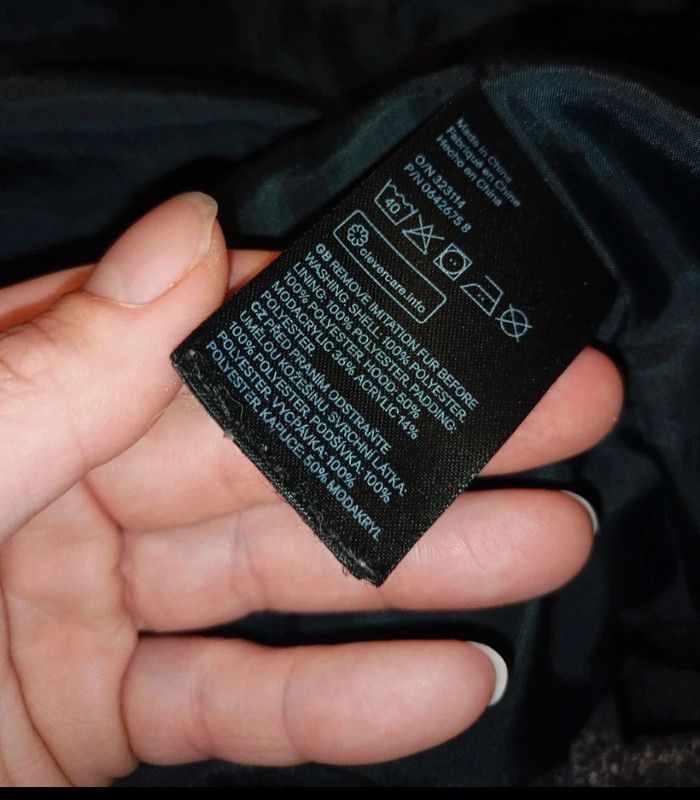 Made in China
Fabriqué en Chine
Hecho en China
O/N 323114
P/N 0642675 8
40
clevercare.info
GB REMOVE IMITATION FUR BEFORE
WASHING. SHELL: 100% POLYESTER.
LINING: 100% POLYESTER. PADDING:
100% POLYESTER. HOOD: 50%
MODACRYLIC 36% ACRYLIC 14%
POLYESTER
CZ PŘED PRANÍM ODSTRAŇTE
UMĚLOU KOŽEŠINU. SVRCHNÍ LÁTKA:
100% POLYESTER. PODŠÍVKA: 100%
POLYESTER. VÝCPÁVKA: 100%
POLYESTER. KAPUCE: 50% MODAKRYL